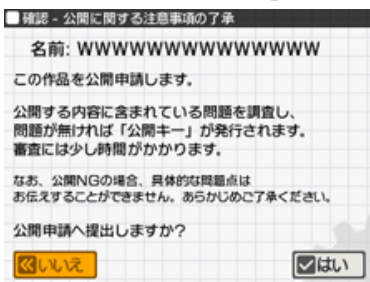 確認 - 公開に関する注意事項の了承
名前: WWWWWWWWWWWWWWW
この作品を公開申請します。
公開する内容に含まれている問題を調査し、
問題が無ければ「公開キー」が発行されます。
審査には少し時間がかかります。
なお、公開NGの場合、具体的な問題点は
お伝えすることができません。あらかじめご了承ください。
公開申請へ提出しますか?
いいえ
はい